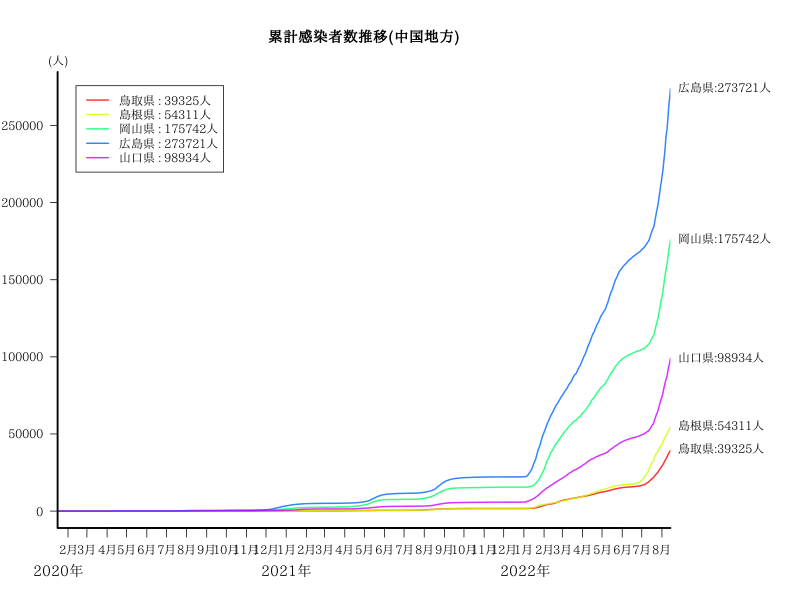 累計感染者数推移(中国地方)
(人)
鳥取県 : 39325人
島根県 : 54311人
岡山県 : 175742人
広島県 : 273721人
山口県 : 98934人
広島県:273721人
岡山県:175742人
山口県:98934人
島根県:54311人
鳥取県:39325人
250000
200000
150000
100000
50000
0
2月 3月 4月 5月 6月 7月 8月 9月 10月 11月 12月 1月 2月 3月 4月 5月 6月 7月 8月 9月 10月 11月 12月 1月 2月 3月 4月 5月 6月 7月 8月
2020年 2021年 2022年